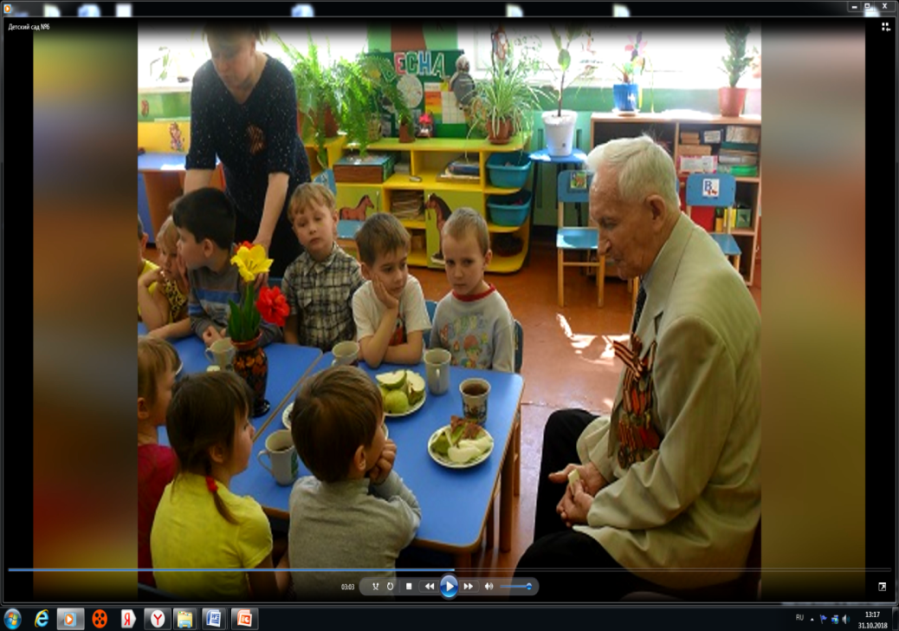 Детский сад №6
ВЕСНА
В
03:03
RU
13:17
31.10.2018